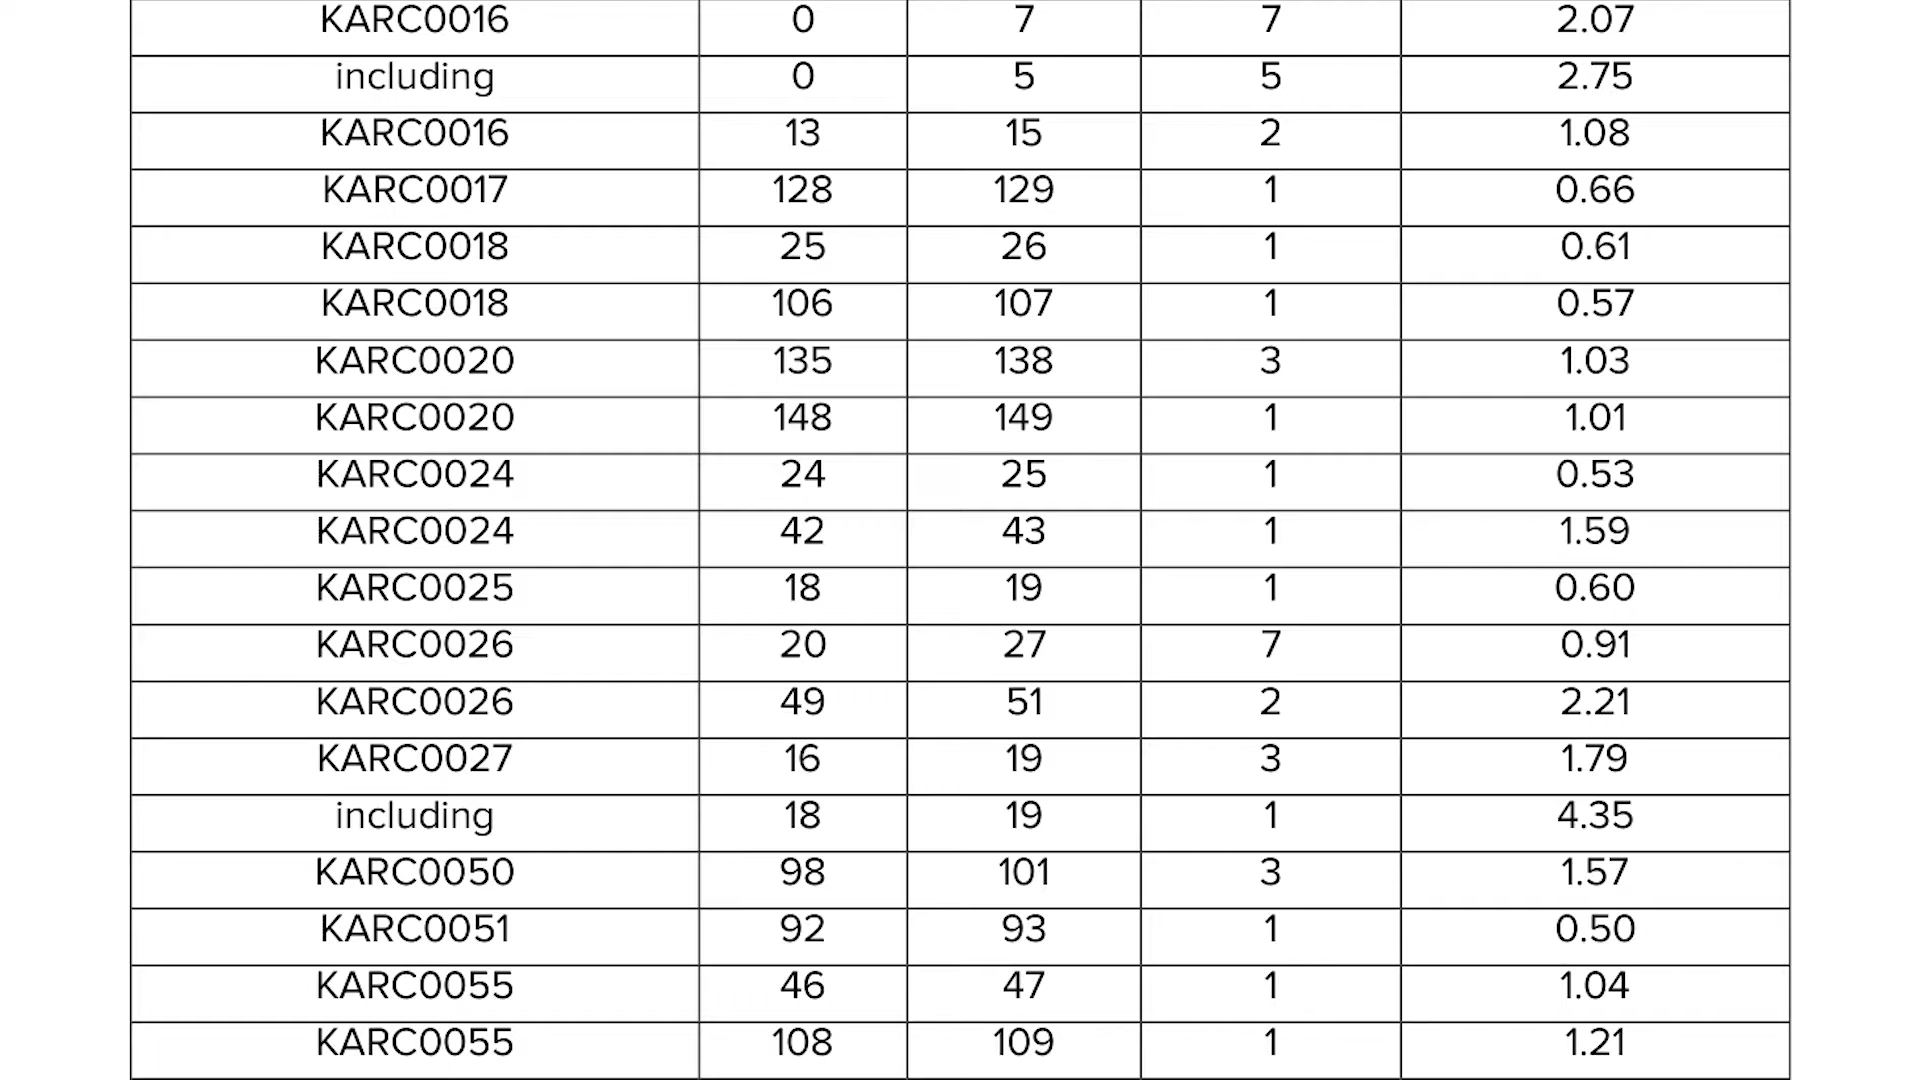 KARC0016 0 7 7 2.07
including 0 5 5 2.75
KARC0016 13 15 2 1.08
KARC0017 128 129 1 0.66
KARC0018 25 26 1 0.61
KARC0018 106 107 1 0.57
KARC0020 135 138 3 1.03
KARC0020 148 149 1 1.01
KARC0024 24 25 1 0.53
KARC0024 42 43 1 1.59
KARC0025 18 19 1 0.60
KARC0026 20 27 7 0.91
KARC0026 49 51 2 2.21
KARC0027 16 19 3 1.79
including 18 19 1 4.35
KARC0050 98 101 3 1.57
KARC0051 92 93 1 0.50
KARC0055 46 47 1 1.04
KARC0055 108 109 1 1.21